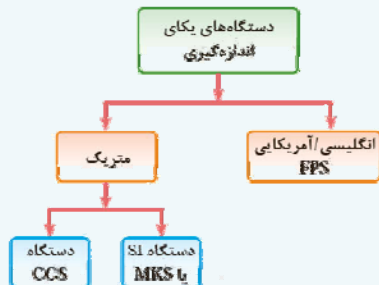 دستگاه‌های یکای
اندازه‌گیری
انگلیسی/آمریکایی
FPS
متریک
دستگاه SI
یا MKS
دستگاه
CGS